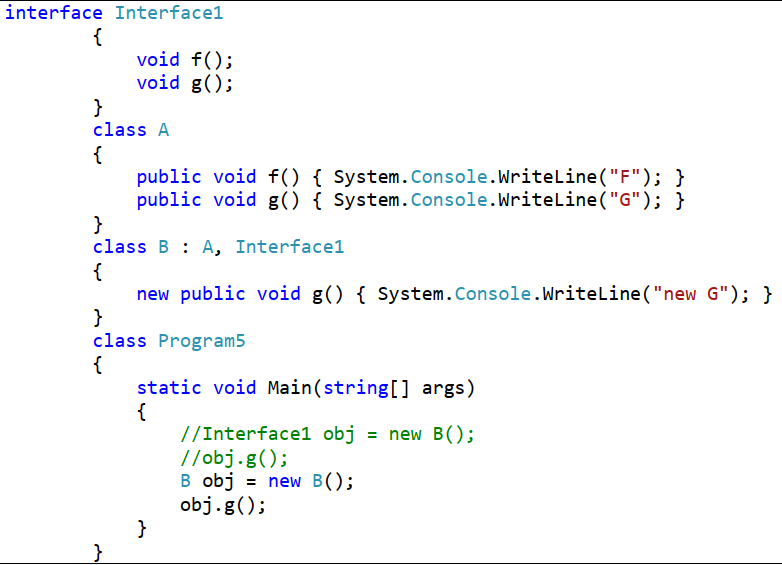 interface Interface1
{
void f();
void g();
}
class A
{
public void f() { System.Console.WriteLine("F"); }
public void g() { System.Console.WriteLine("G"); }
}
class B : A, Interface1
{
new public void g() { System.Console.WriteLine("new G"); }
}
class Program5
{
static void Main(string[] args)
{
//Interface1 obj = new B();
//obj.g();
B obj = new B();
obj.g();
}
}